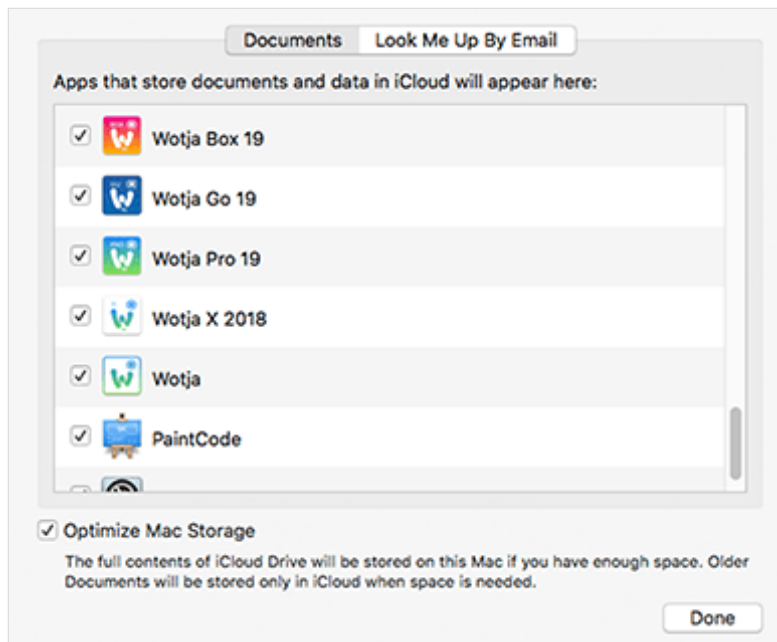 Documents
Look Me Up By Email
Apps that store documents and data in iCloud will appear here:
Wotja Box 19
Wotja Go 19
Wotja Pro 19
Wotja X 2018
Wotja
PaintCode
Optimize Mac Storage
The full contents of iCloud Drive will be stored on this Mac if you have enough space. Older
Documents will be stored only in iCloud when space is needed.
Done